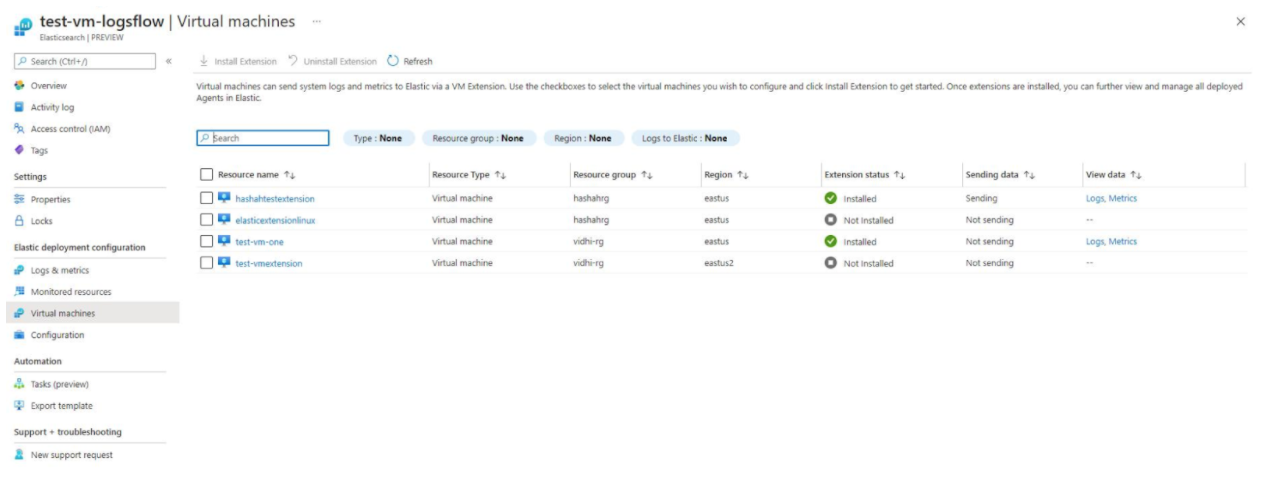 test-vm-logsflow | Virtual machines ...
Elasticsearch | PREVIEW
Search (Ctrl+/)
«
Overview
Activity log
Access control (IAM)
Tags
Settings
Properties
Locks
Elastic deployment configuration
Logs & metrics
Monitored resources
Virtual machines
Configuration
Automation
Tasks (preview)
Export template
Support + troubleshooting
New support request
Install Extension Uninstall Extension Refresh
Virtual machines can send system logs and metrics to Elastic via a VM Extension. Use the checkboxes to select the virtual machines you wish to configure and click Install Extension to get started. Once extensions are installed, you can further view and manage all deployed
Agents in Elastic.
Search Type : None Resource group : None Region : None Logs to Elastic : None
Resource name ↑↓ Resource Type ↑↓ Resource group ↑↓ Region ↑↓ Extension status ↑↓ Sending data ↑↓ View data ↑↓
hashahtestextension Virtual machine hashahrg eastus Installed Sending Logs, Metrics
elasticextensionlinux Virtual machine hashahrg eastus Not Installed Not sending --
test-vm-one Virtual machine vidhi-rg eastus Installed Not sending Logs, Metrics
test-vmextension Virtual machine vidhi-rg eastus2 Not Installed Not sending --